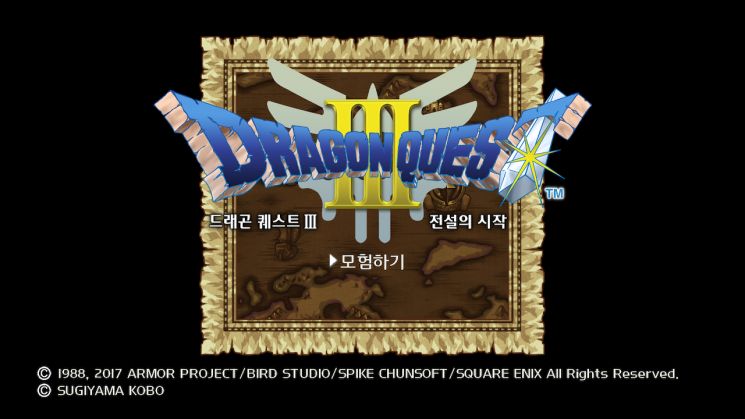 DRAGON QUEST
III
TM
드래곤 퀘스트 III 전설의 시작
▶모험하기
© 1988, 2017 ARMOR PROJECT/BIRD STUDIO/SPIKE CHUNSOFT/SQUARE ENIX All Rights Reserved.
© SUGIYAMA KOBO